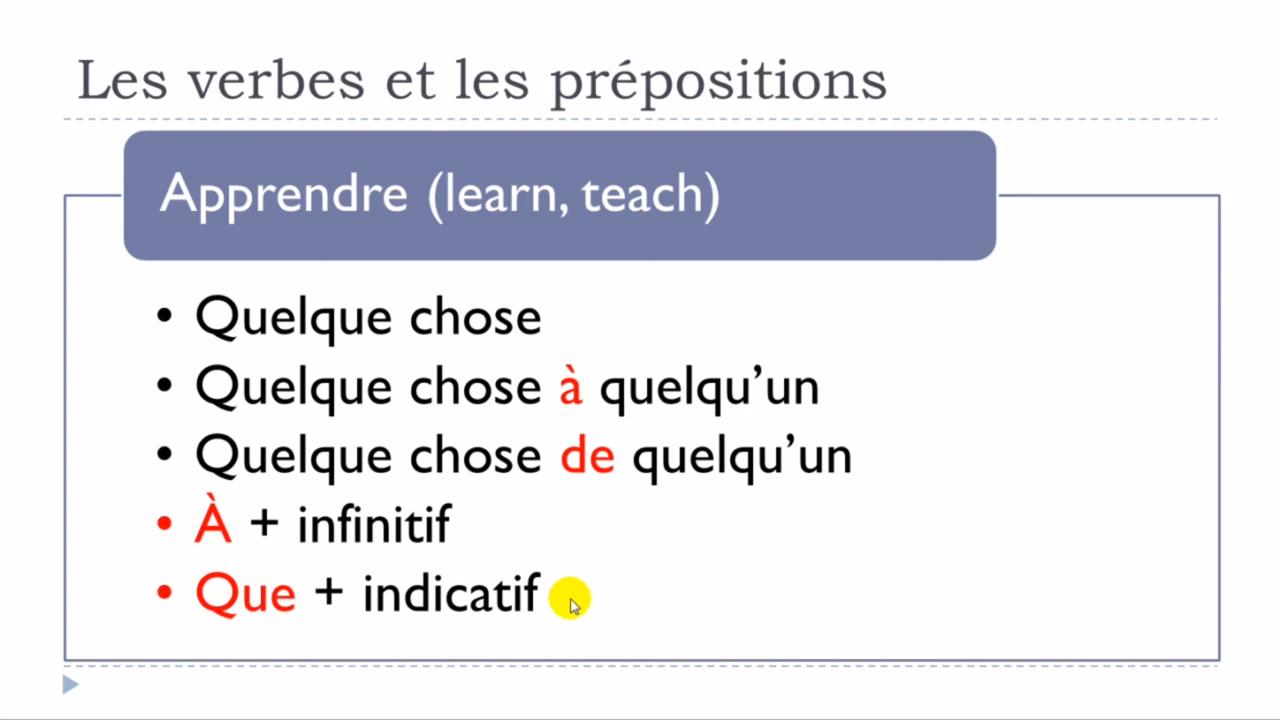 Les verbes et les prépositions
Apprendre (learn, teach)
• Quelque chose
• Quelque chose à quelqu’un
• Quelque chose de quelqu’un
• À + infinitif
• Que + indicatif